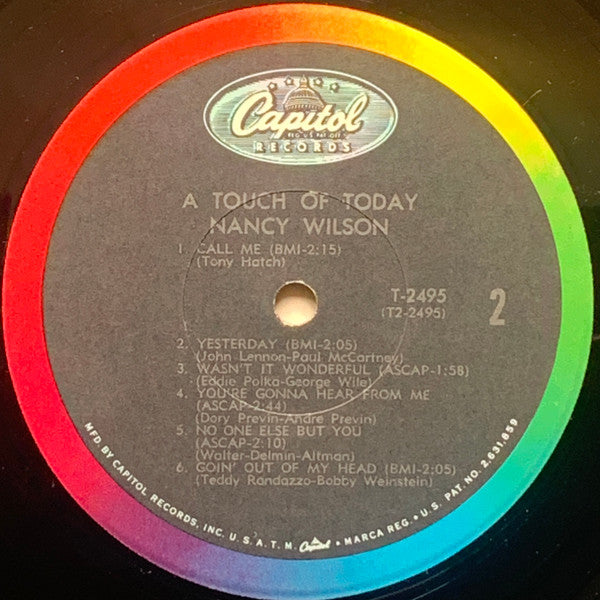 Capitol
REG. U.S. PAT. OFF.
RECORDS
A TOUCH OF TODAY
NANCY WILSON
1. CALL ME (BMI-2:15)
(Tony Hatch)
T-2495
(T2-2495)
2
1.
2. YESTERDAY (BMI-2:05)
(John Lennon-Paul McCartney)
3. WASN'T IT WONDERFUL (ASCAP-1:58)
(Eddie Polka-George Wile)
4. YOU'RE GONNA HEAR FROM ME
(ASCAP-2:44)
(Dory Previn-Andre Previn)
5. NO ONE ELSE BUT YOU
(ASCAP-2:10)
(Walter-Delmin-Altman)
6. GOIN' OUT OF MY HEAD (BMI-2:05)
(Teddy Randazzo-Bobby Weinstein)
MFD. BY CAPITOL RECORDS, INC. U.S.A. T.M. Capitol • MARCA REG. • U.S. PAT. NO. 2,631,859